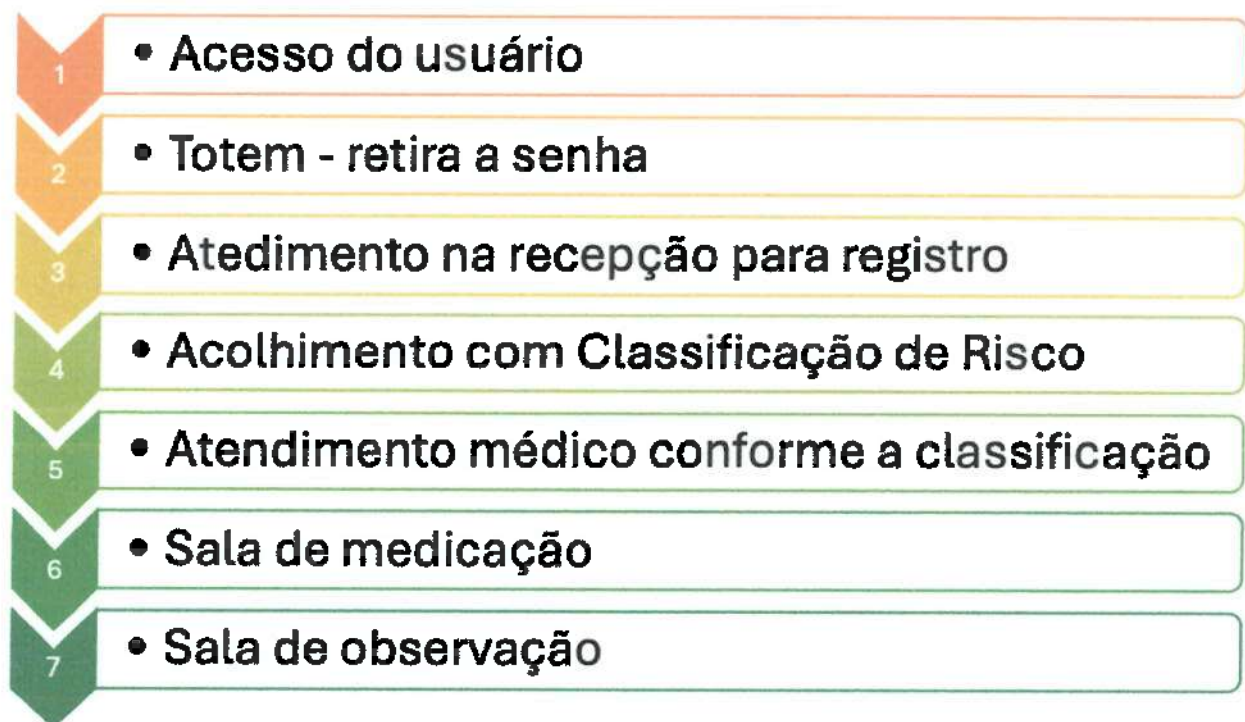 1
• Acesso do usuário
2
• Totem - retira a senha
3
• Atedimento na recepção para registro
4
• Acolhimento com Classificação de Risco
5
• Atendimento médico conforme a classificação
6
• Sala de medicação
7
• Sala de observação